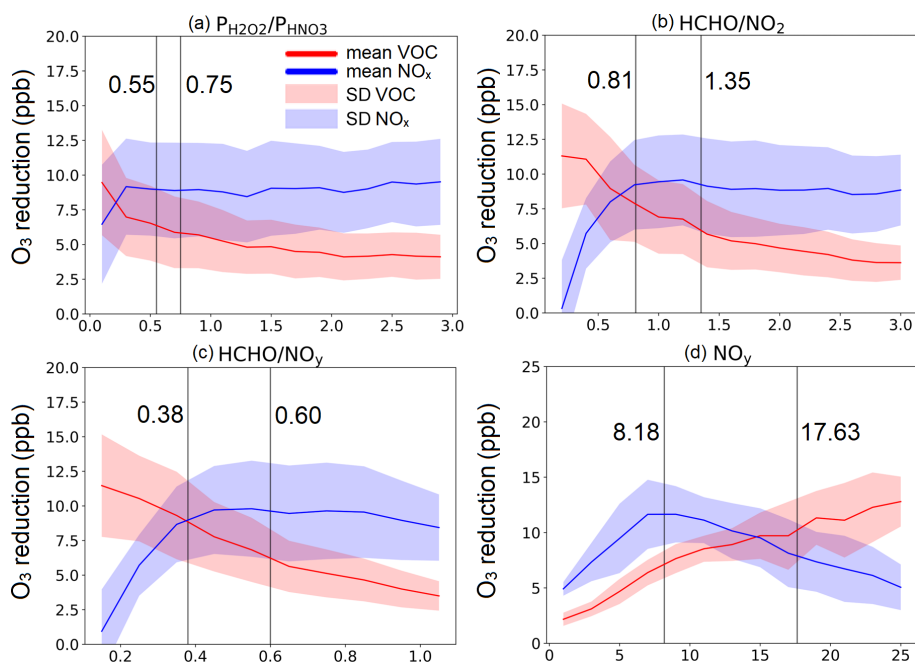 (a) P_H2O2/P_HNO3
O₃ reduction (ppb)
20.0
17.5
15.0
12.5
10.0
7.5
5.0
2.5
0.0
0.55
0.75
mean VOC
mean NOₓ
SD VOC
SD NOₓ
0.0 0.5 1.0 1.5 2.0 2.5 3.0
(b) HCHO/NO₂
O₃ reduction (ppb)
20.0
17.5
15.0
12.5
10.0
7.5
5.0
2.5
0.0
0.81
1.35
0.5 1.0 1.5 2.0 2.5 3.0
(c) HCHO/NOᵧ
O₃ reduction (ppb)
20.0
17.5
15.0
12.5
10.0
7.5
5.0
2.5
0.0
0.38
0.60
0.2 0.4 0.6 0.8 1.0
(d) NOᵧ
O₃ reduction (ppb)
25
20
15
10
5
0
8.18
17.63
0 5 10 15 20 25